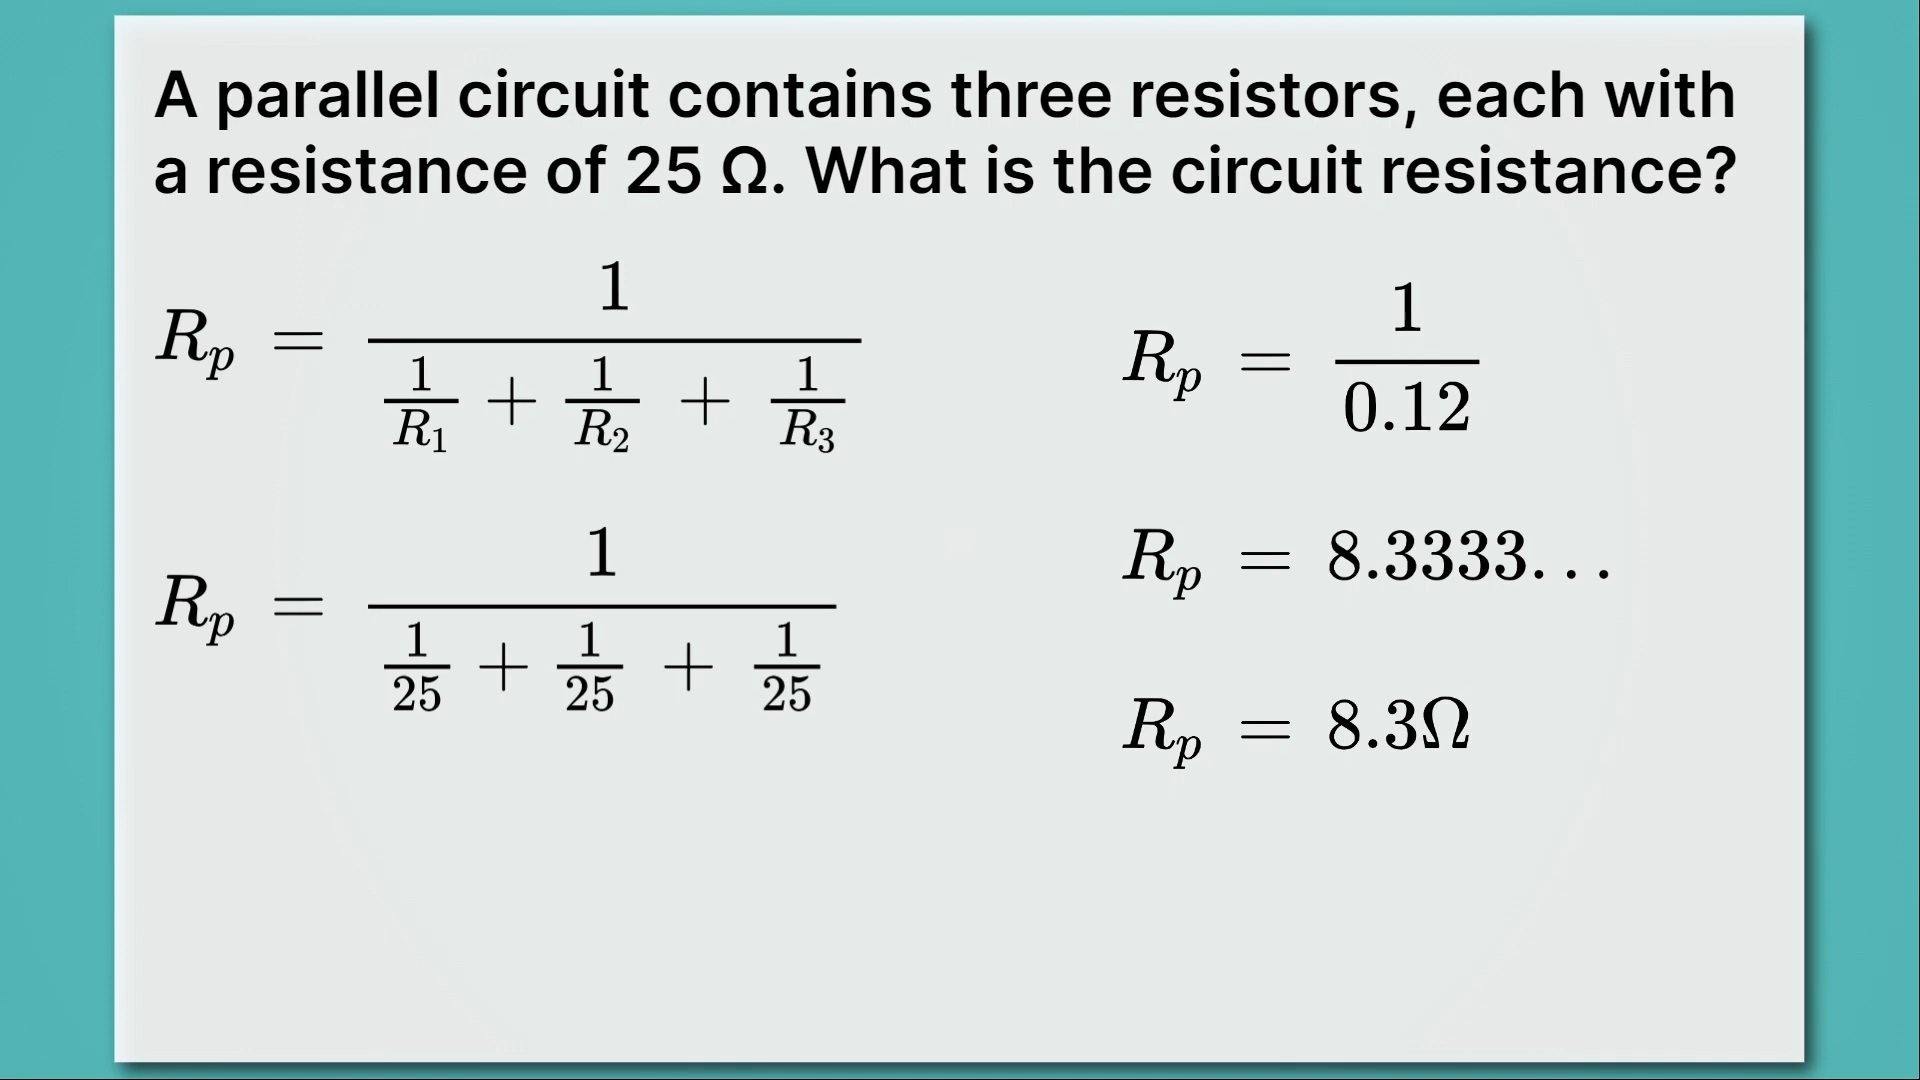 A parallel circuit contains three resistors, each with
a resistance of 25 Ω. What is the circuit resistance?
R_p = 1 / (1/R_1 + 1/R_2 + 1/R_3)
R_p = 1 / (1/25 + 1/25 + 1/25)
R_p = 1 / 0.12
R_p = 8.3333...
R_p = 8.3Ω